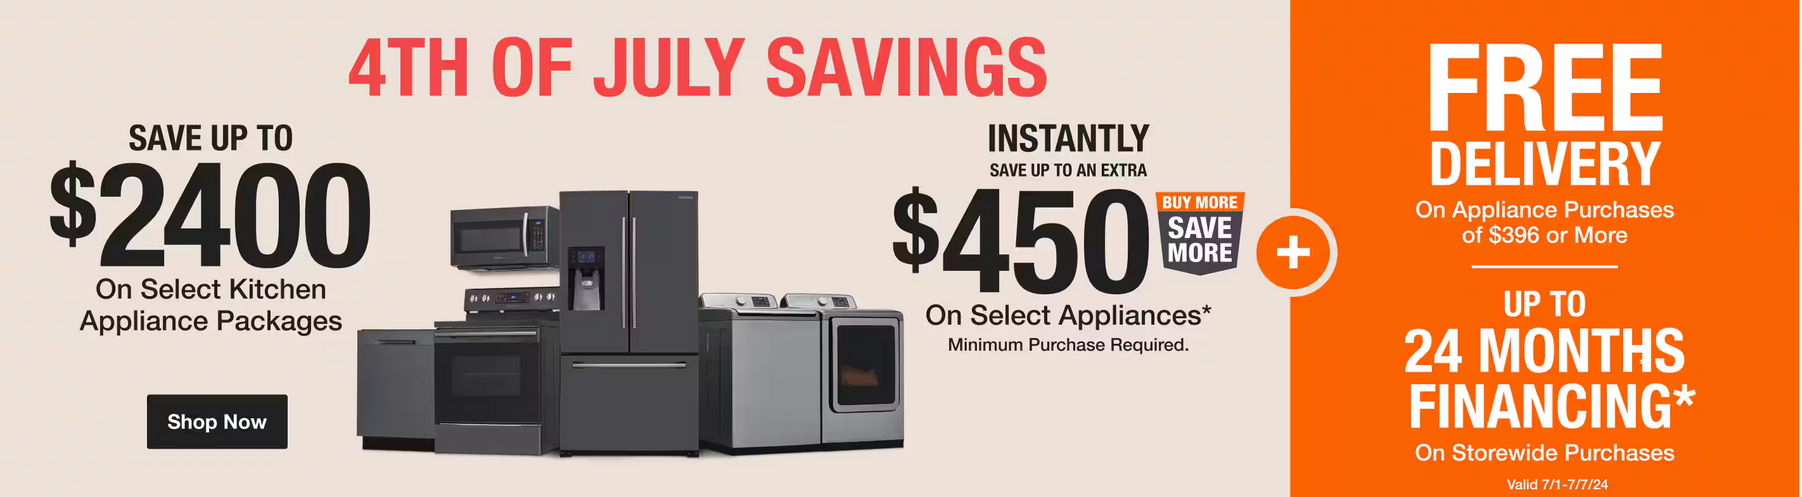 4TH OF JULY SAVINGS
SAVE UP TO
$2400
On Select Kitchen
Appliance Packages
Shop Now
INSTANTLY
SAVE UP TO AN EXTRA
$450
BUY MORE
SAVE
MORE
On Select Appliances*
Minimum Purchase Required.
+
FREE
DELIVERY
On Appliance Purchases
of $396 or More
UP TO
24 MONTHS
FINANCING*
On Storewide Purchases
Valid 7/1-7/7/24